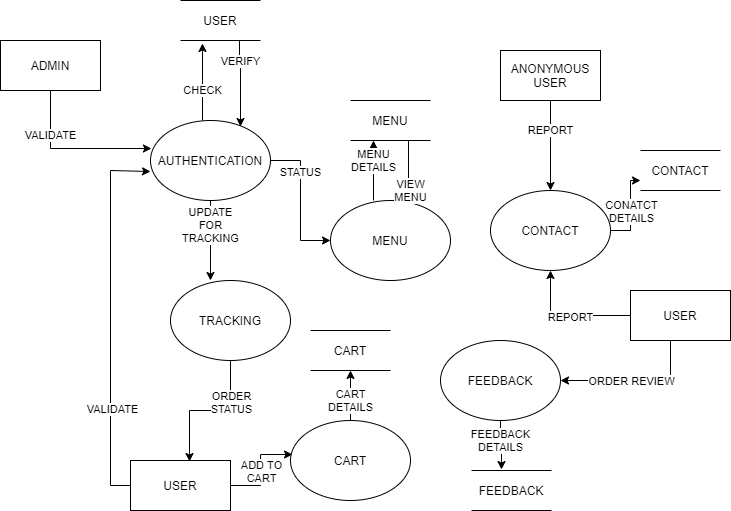 USER
ADMIN
VERIFY
CHECK
ANONYMOUS
USER
MENU
VALIDATE
REPORT
AUTHENTICATION
MENU
DETAILS
STATUS
CONTACT
VIEW
MENU
UPDATE
FOR
TRACKING
CONATCT
DETAILS
MENU
CONTACT
TRACKING
REPORT
USER
CART
FEEDBACK
ORDER REVIEW
ORDER
STATUS
CART
DETAILS
VALIDATE
FEEDBACK
DETAILS
ADD TO
CART
CART
USER
FEEDBACK